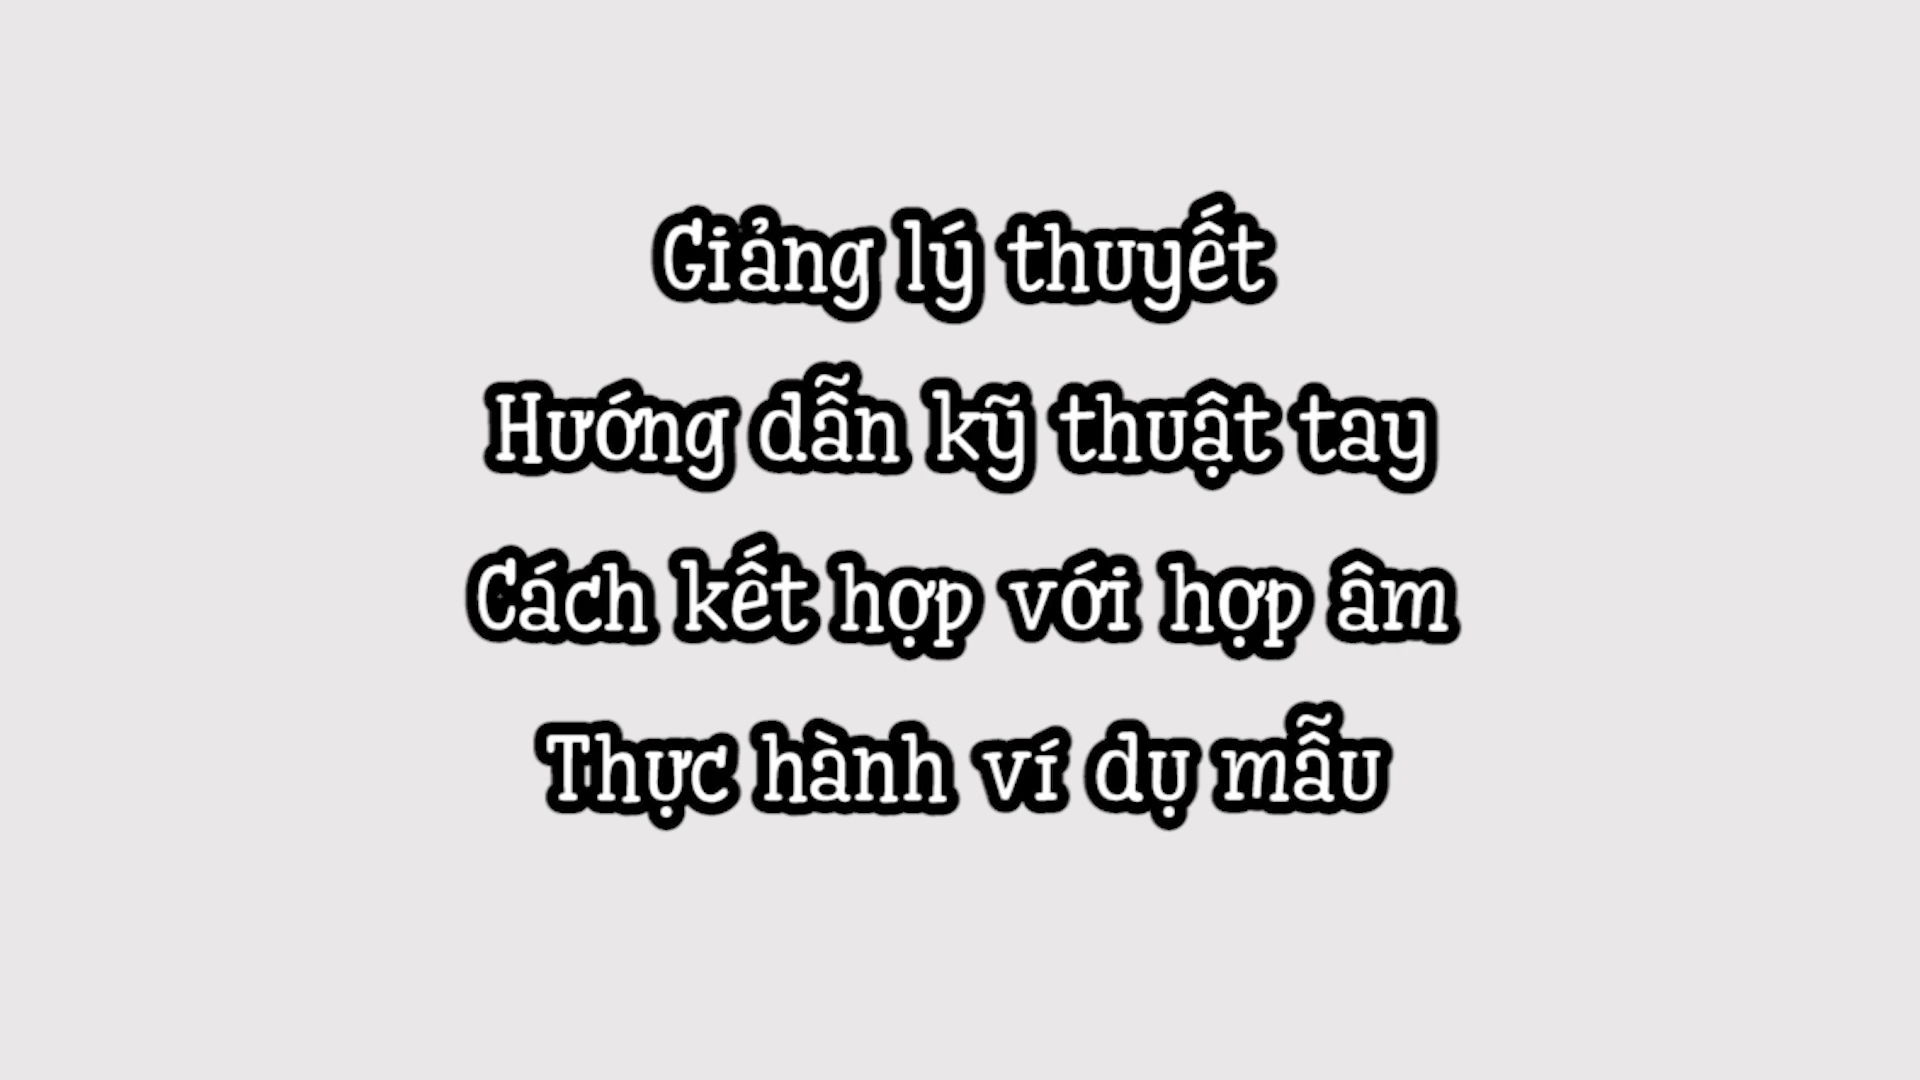 Giảng lý thuyết
Hướng dẫn kỹ thuật tay
Cách kết hợp với hợp âm
Thực hành ví dụ mẫu